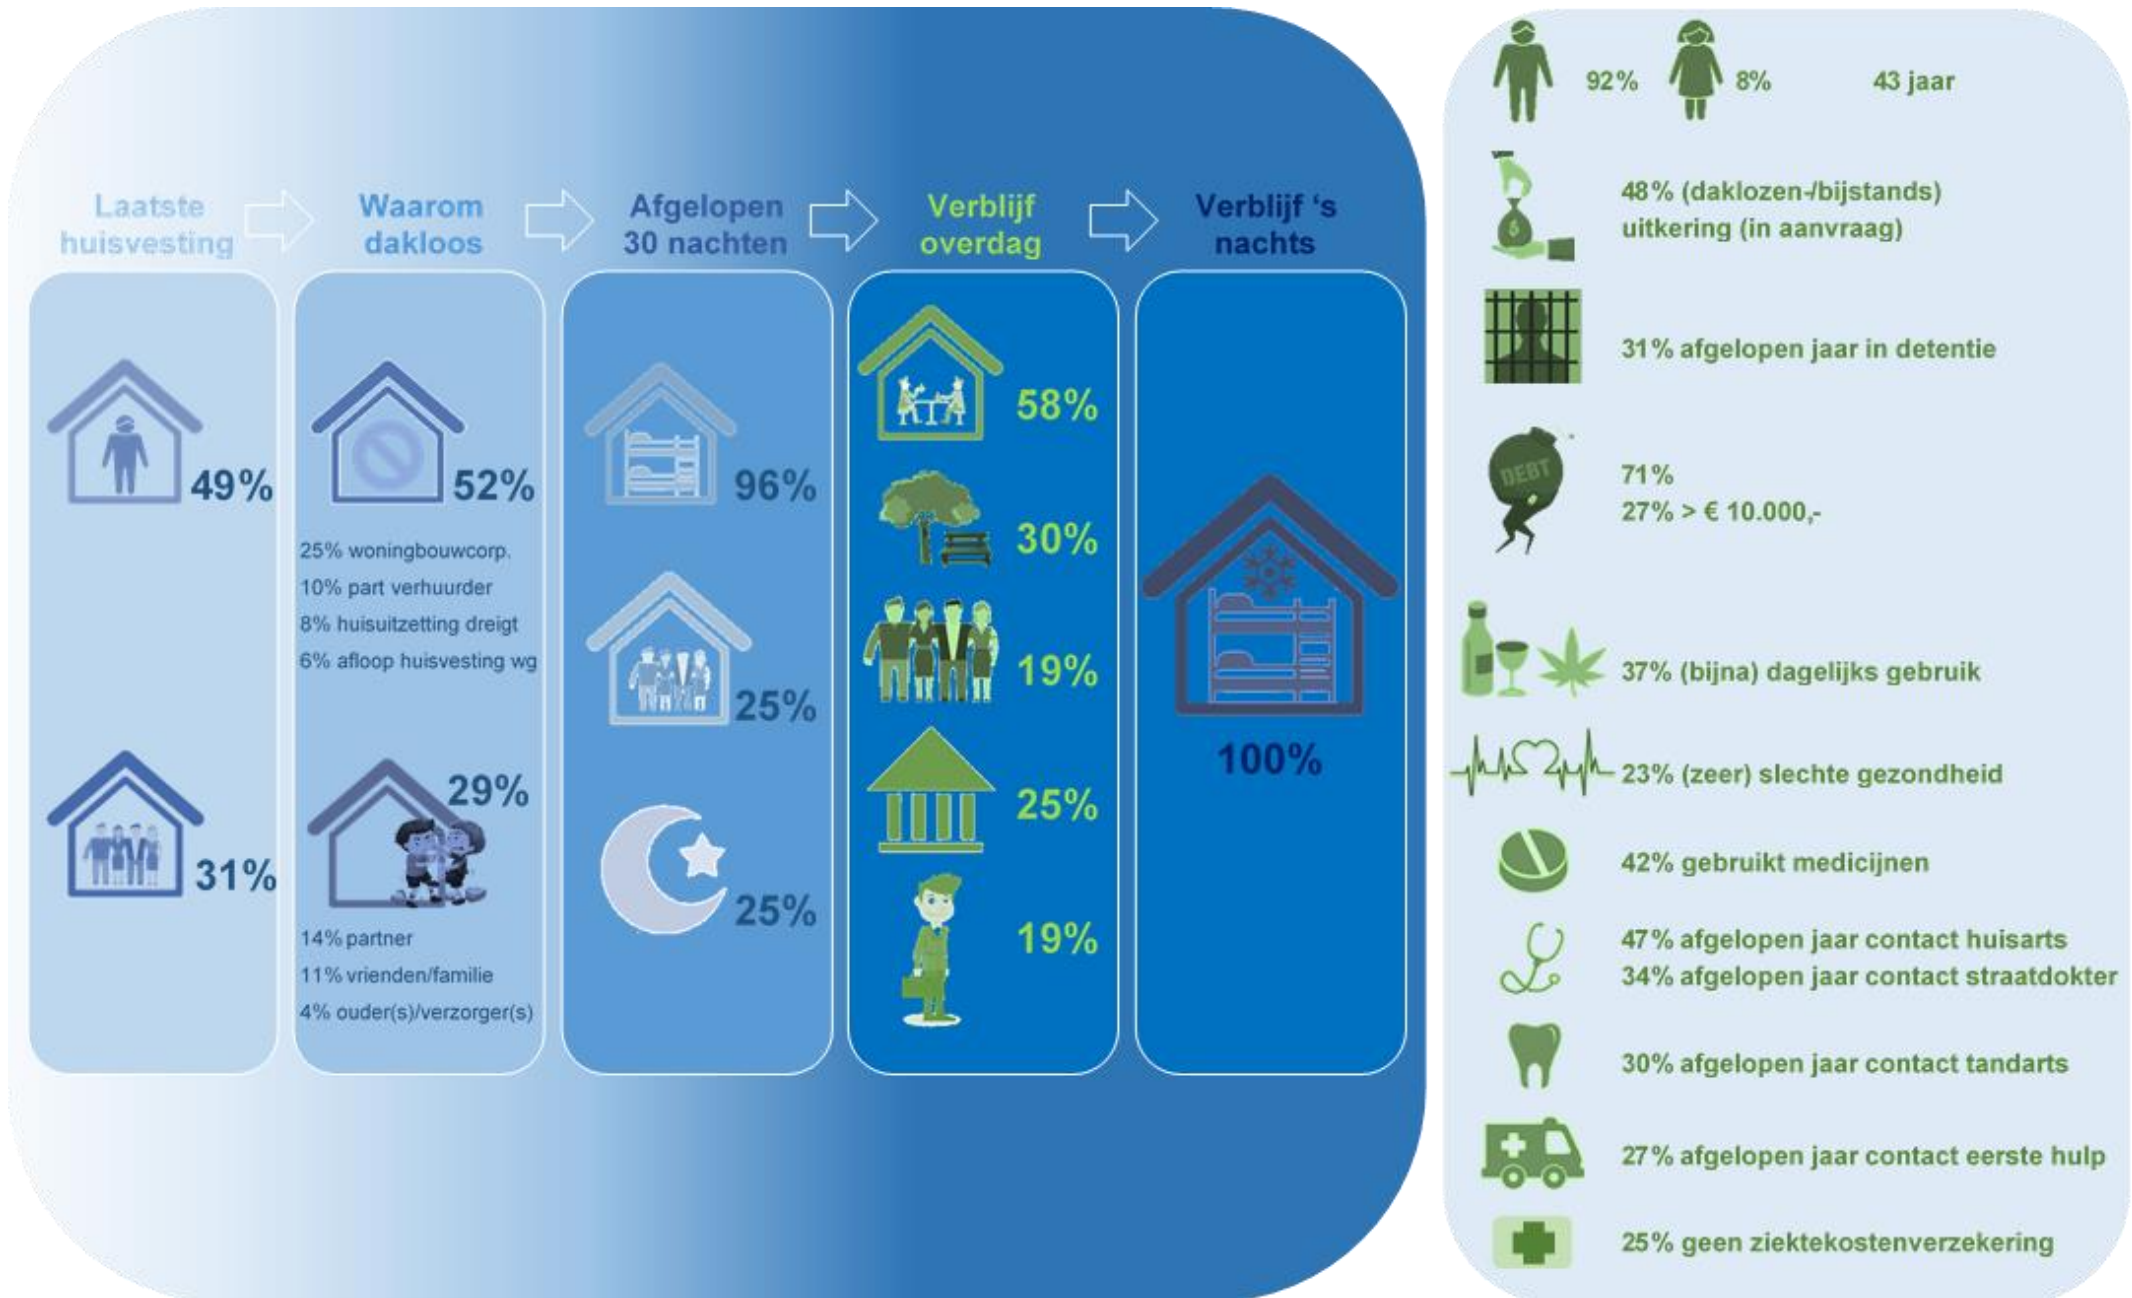 Laatste
huisvesting
Waarom
dakloos
Afgelopen
30 nachten
Verblijf
overdag
Verblijf ‘s
nachts
49%
31%
52%
25% woningbouwcorp.
10% part verhuurder
8% huisuitzetting dreigt
6% afloop huisvesting wg
29%
14% partner
11% vrienden/familie
4% ouder(s)/verzorger(s)
96%
25%
25%
58%
30%
19%
25%
19%
100%
92%
8%
43 jaar
48% (daklozen-/bijstands)
uitkering (in aanvraag)
$
31% afgelopen jaar in detentie
DEBT
71%
27% > € 10.000,-
37% (bijna) dagelijks gebruik
23% (zeer) slechte gezondheid
42% gebruikt medicijnen
47% afgelopen jaar contact huisarts
34% afgelopen jaar contact straatdokter
30% afgelopen jaar contact tandarts
27% afgelopen jaar contact eerste hulp
25% geen ziektekostenverzekering